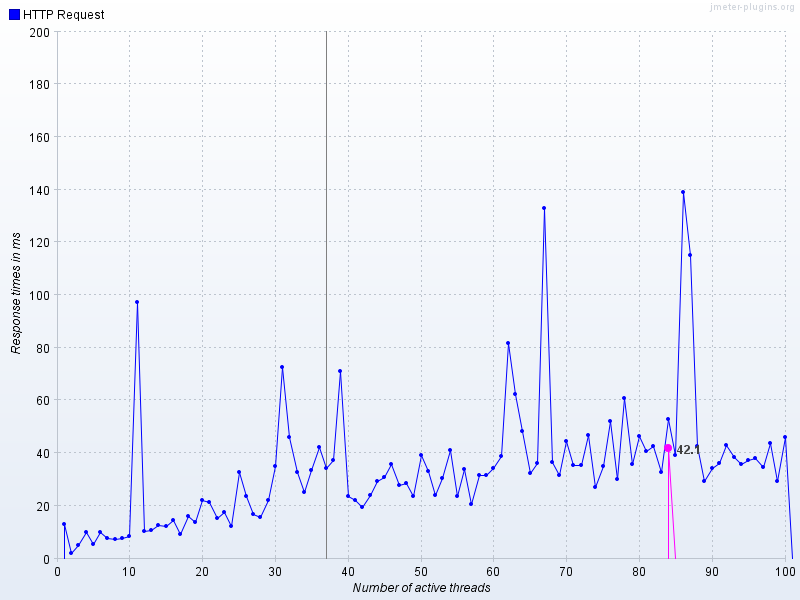 jmeter-plugins.org
HTTP Request
200
180
160
140
120
100
80
60
40
20
0
Response times in ms
42.1
0 10 20 30 40 50 60 70 80 90 100
Number of active threads